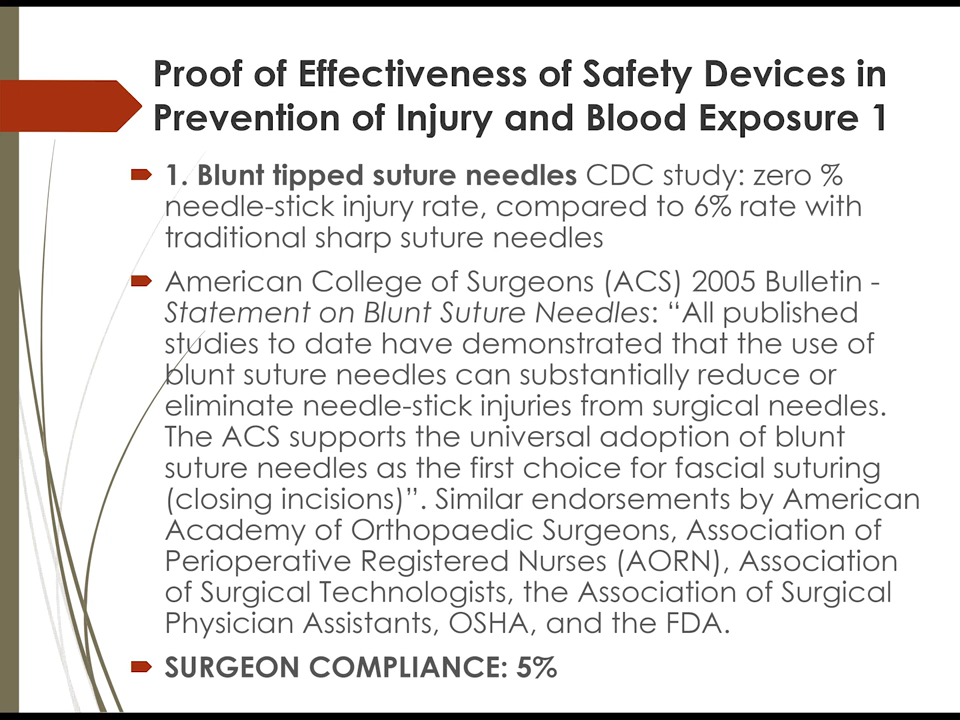 Proof of Effectiveness of Safety Devices in
Prevention of Injury and Blood Exposure 1
1. Blunt tipped suture needles CDC study: zero %
needle-stick injury rate, compared to 6% rate with
traditional sharp suture needles
American College of Surgeons (ACS) 2005 Bulletin -
Statement on Blunt Suture Needles: “All published
studies to date have demonstrated that the use of
blunt suture needles can substantially reduce or
eliminate needle-stick injuries from surgical needles.
The ACS supports the universal adoption of blunt
suture needles as the first choice for fascial suturing
(closing incisions)”. Similar endorsements by American
Academy of Orthopaedic Surgeons, Association of
Perioperative Registered Nurses (AORN), Association
of Surgical Technologists, the Association of Surgical
Physician Assistants, OSHA, and the FDA.
SURGEON COMPLIANCE: 5%